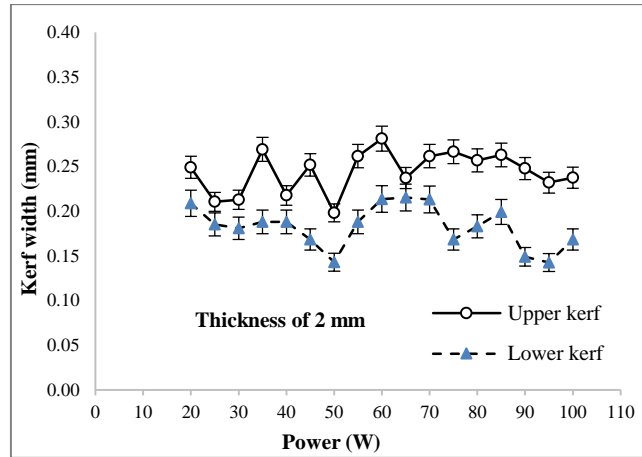 0.40
0.35
0.30
0.25
0.20
0.15
0.10
0.05
0.00
Kerf width (mm)
Thickness of 2 mm
Upper kerf
Lower kerf
0 10 20 30 40 50 60 70 80 90 100 110
Power (W)